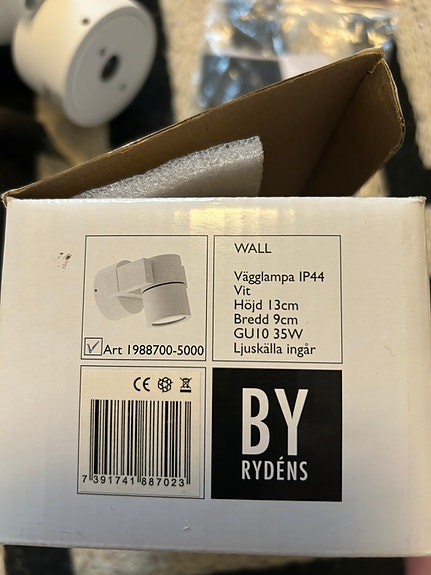 WALL
Vägglampa IP44
Vit
Höjd 13cm
Bredd 9cm
GU10 35W
Ljuskälla ingår
Art 1988700-5000
CE
7 391741 887023
BY
RYDÉNS